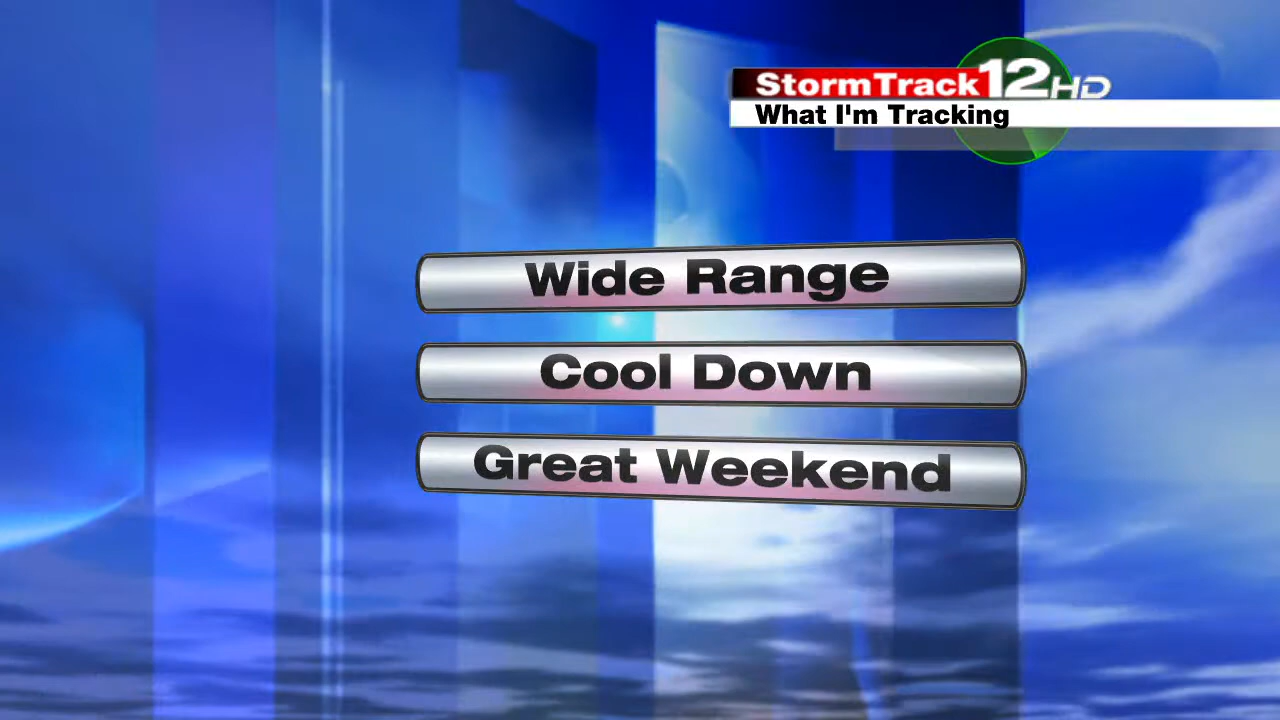 StormTrack12HD
What I'm Tracking
Wide Range
Cool Down
Great Weekend